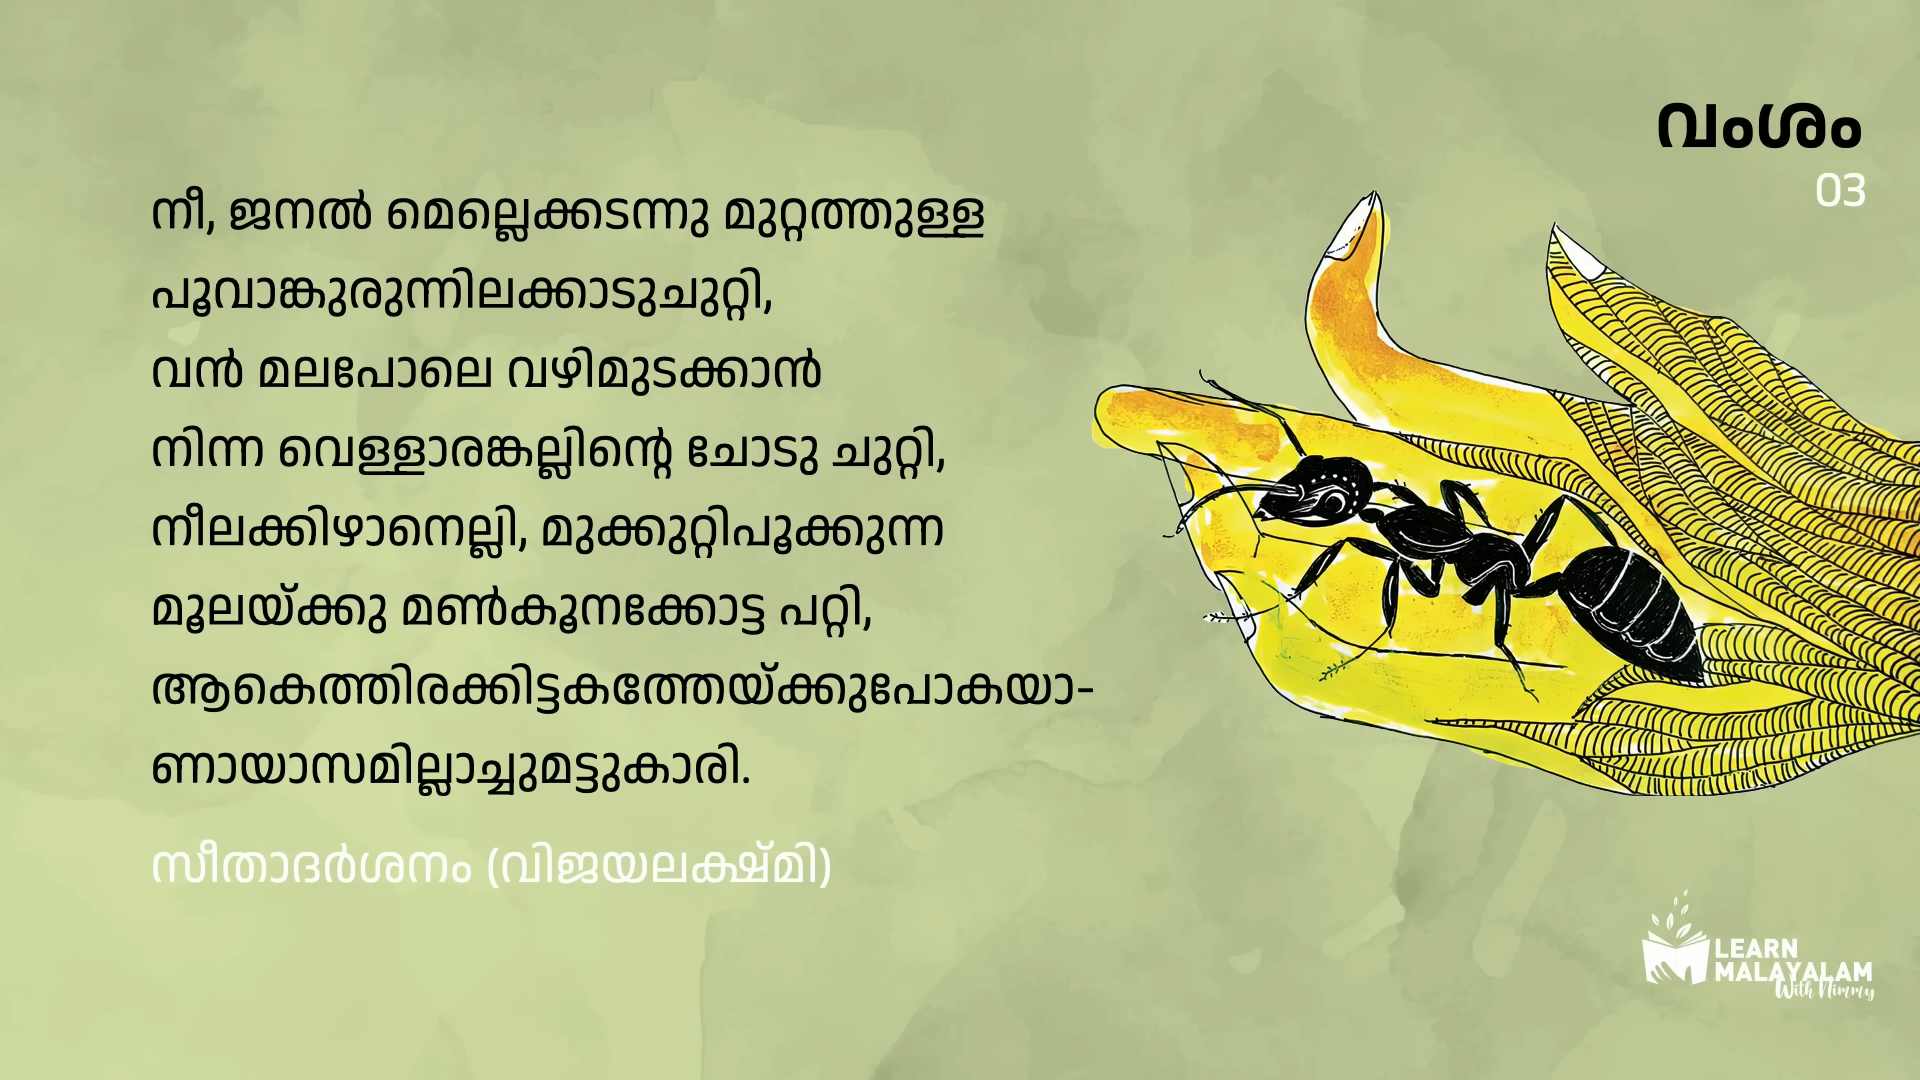 വംശം
03
നീ, ജനൽ മെല്ലെക്കടന്നു മുറ്റത്തുള്ള
പൂവാങ്കുരുന്നിലക്കാടുചുറ്റി,
വൻ മലപോലെ വഴിമുടക്കാൻ
നിന്ന വെള്ളാരങ്കല്ലിന്റെ ചോടു ചുറ്റി,
നീലക്കിഴാനെല്ലി, മുക്കുറ്റിപൂക്കുന്ന
മൂലയ്ക്കു മൺകൂനക്കോട്ട പറ്റി,
ആകെത്തിരക്കിട്ടകത്തേയ്ക്കുപോകയാ-
ണായാസമില്ലാച്ചുമട്ടുകാരി.
സീതാദർശനം (വിജയലക്ഷ്മി)
LEARN
MALAYALAM
With Nimmy